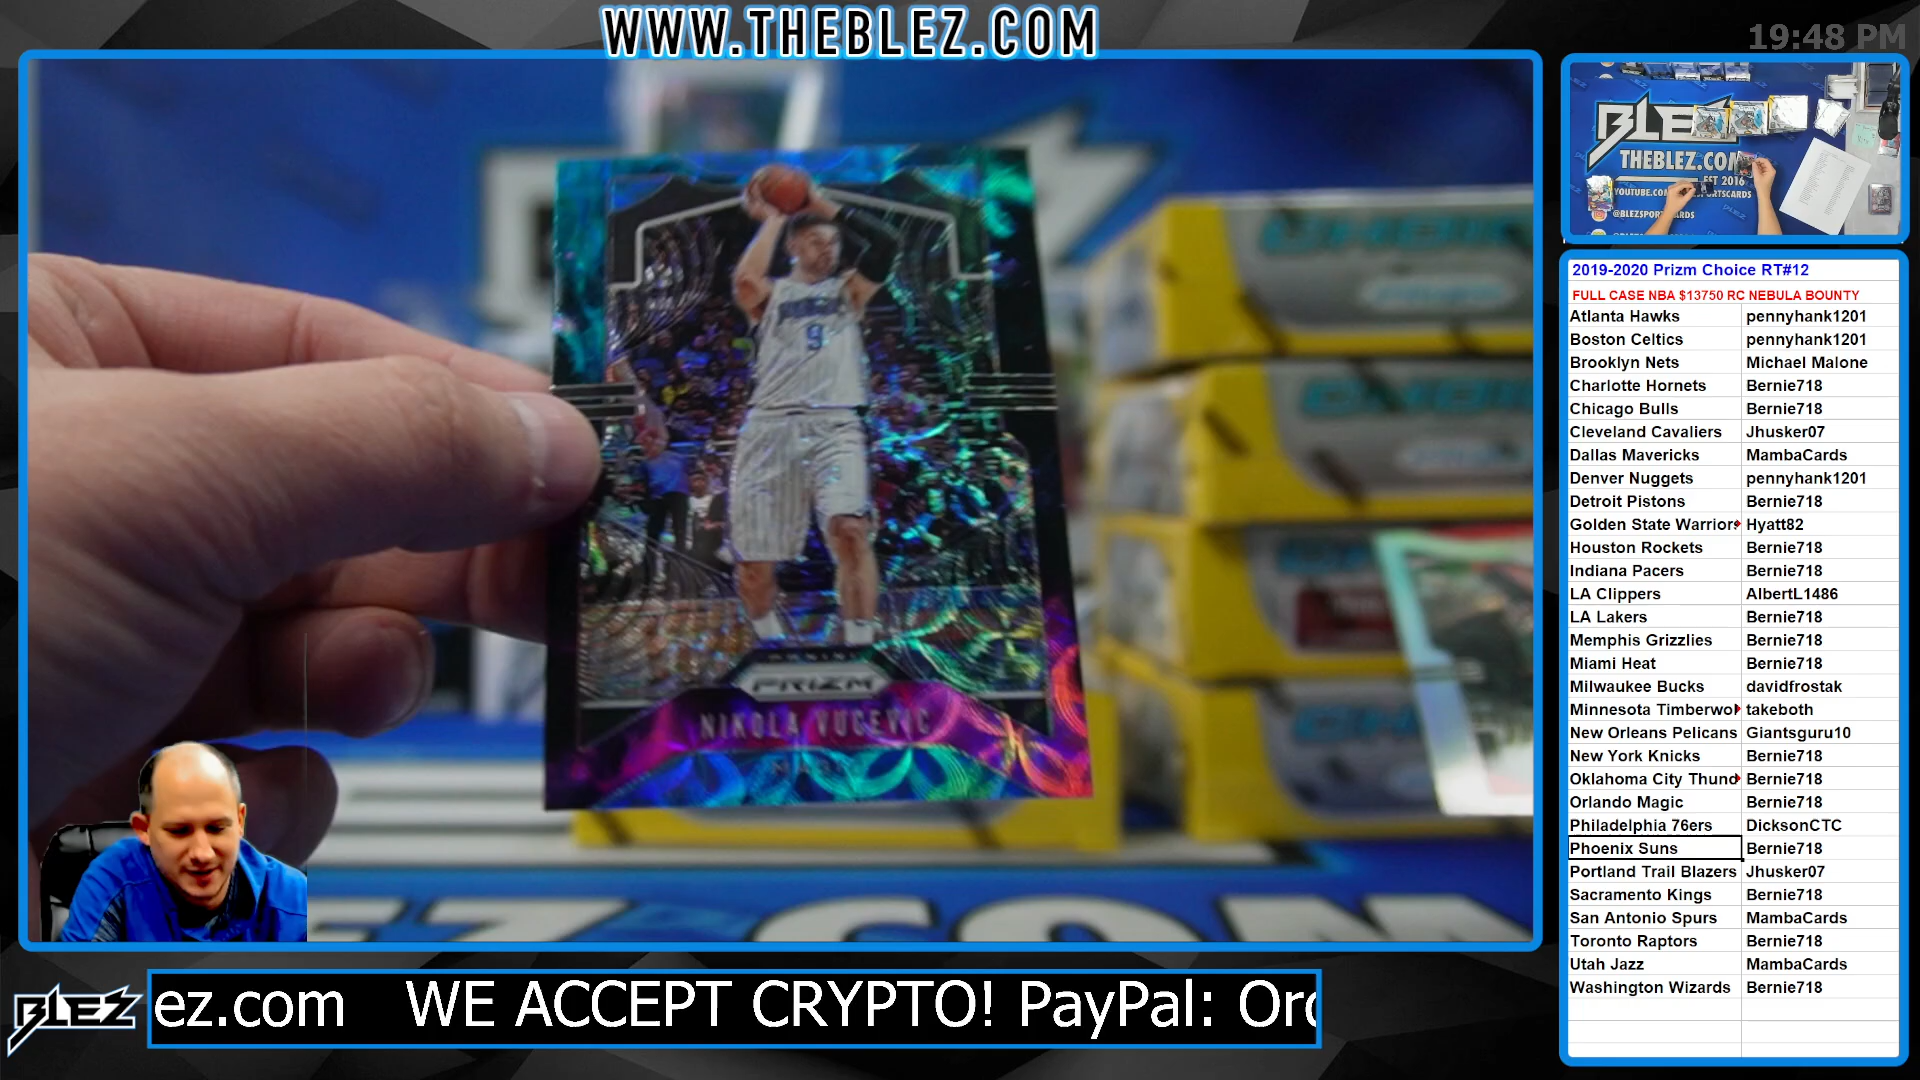 WWW.THEBLEZ.COM
19:48 PM
BLE
THEBLEZ.COM
EST 2016
@BLEZSPORTSCARDS
9
PANINI
PRIZM
NIKOLA VUCEVIC
2019-2020 Prizm Choice RT#12
FULL CASE NBA $13750 RC NEBULA BOUNTY
Atlanta Hawks pennyhank1201
Boston Celtics pennyhank1201
Brooklyn Nets Michael Malone
Charlotte Hornets Bernie718
Chicago Bulls Bernie718
Cleveland Cavaliers Jhusker07
Dallas Mavericks MambaCards
Denver Nuggets pennyhank1201
Detroit Pistons Bernie718
Golden State Warriors Hyatt82
Houston Rockets Bernie718
Indiana Pacers Bernie718
LA Clippers AlbertL1486
LA Lakers Bernie718
Memphis Grizzlies Bernie718
Miami Heat Bernie718
Milwaukee Bucks davidfrostak
Minnesota Timberwol takeboth
New Orleans Pelicans Giantsguru10
New York Knicks Bernie718
Oklahoma City Thund Bernie718
Orlando Magic Bernie718
Philadelphia 76ers DicksonCTC
Phoenix Suns Bernie718
Portland Trail Blazers Jhusker07
Sacramento Kings Bernie718
San Antonio Spurs MambaCards
Toronto Raptors Bernie718
Utah Jazz MambaCards
Washington Wizards Bernie718
BLEZ
ez.com WE ACCEPT CRYPTO! PayPal: Ord